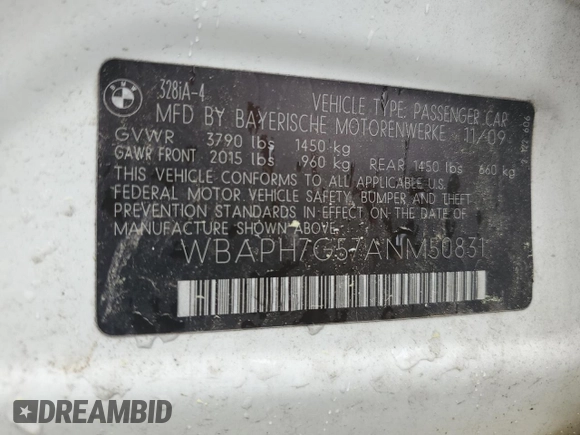 BMW
328iA-4
VEHICLE TYPE: PASSENGER CAR
MFD BY BAYERISCHE MOTORENWERKE 11/09
GVWR 3790 lbs 1450 kg
GAWR FRONT 2015 lbs 960 kg REAR 1450 lbs 660 kg
THIS VEHICLE CONFORMS TO ALL APPLICABLE U.S.
FEDERAL MOTOR VEHICLE SAFETY, BUMPER, AND THEFT
PREVENTION STANDARDS IN EFFECT ON THE DATE OF
MANUFACTURE SHOWN ABOVE.
WBAPH7G57ANM50831
DREAMBID